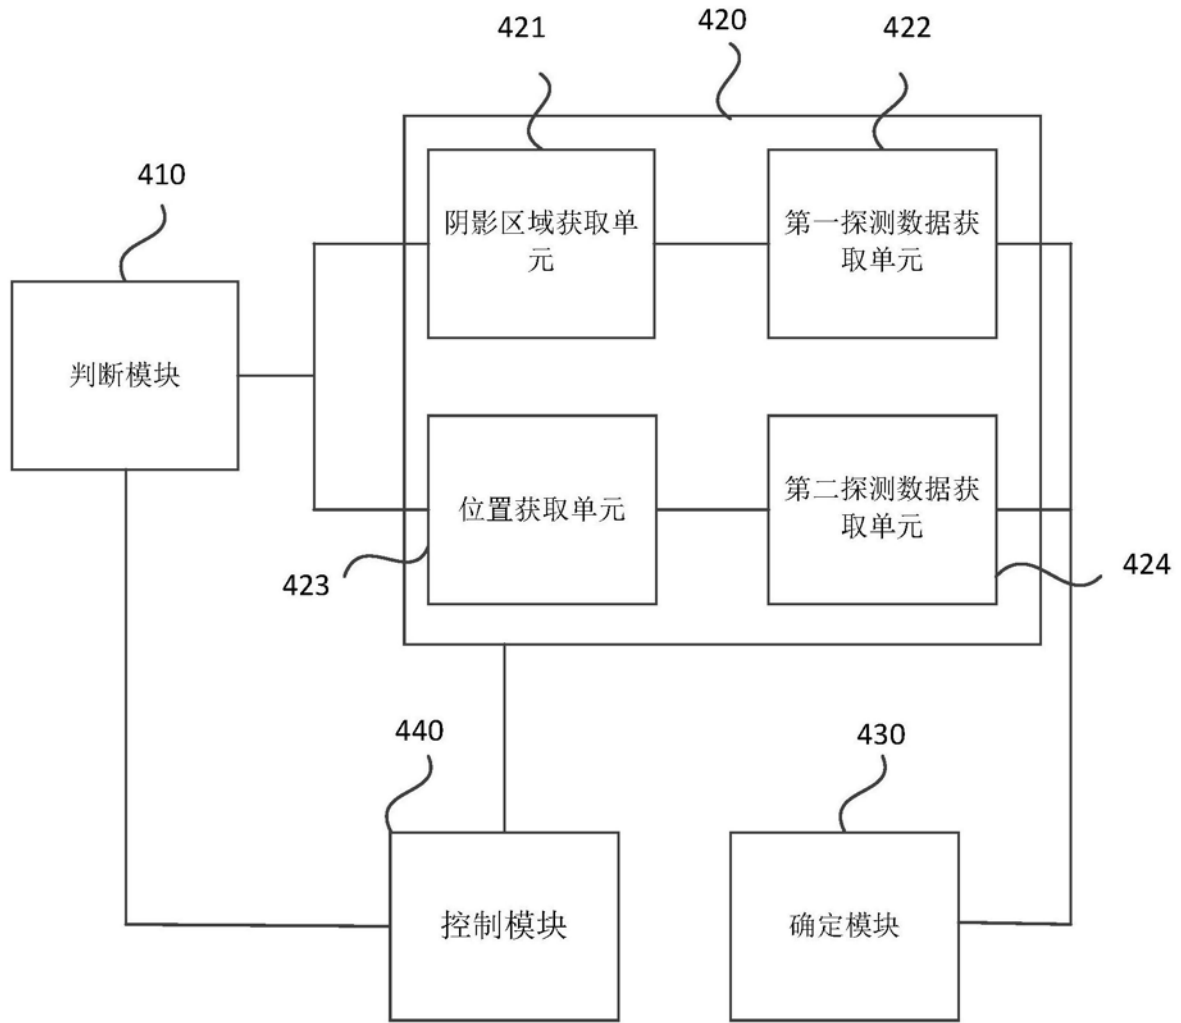 421
420
422
410
阴影区域获取单
元
第一探测数据获
取单元
判断模块
位置获取单元
第二探测数据获
取单元
423
424
440
430
控制模块
确定模块